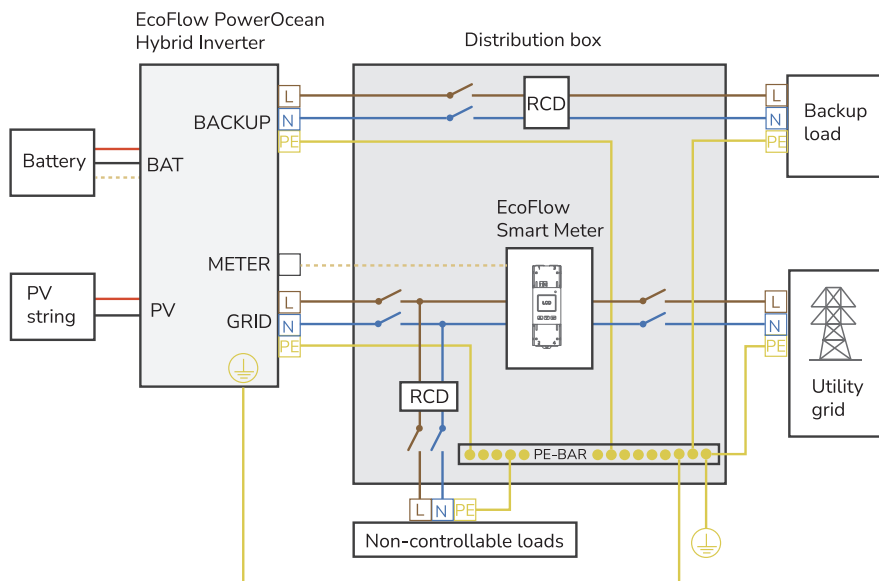 EcoFlow PowerOcean
Hybrid Inverter
Distribution box
L
N
PE
BACKUP
RCD
L
N
PE
Backup
load
Battery
BAT
EcoFlow
Smart Meter
METER
PV
string
PV
L
N
PE
GRID
L
N
PE
Utility
grid
RCD
PE-BAR
L
N
PE
Non-controllable loads